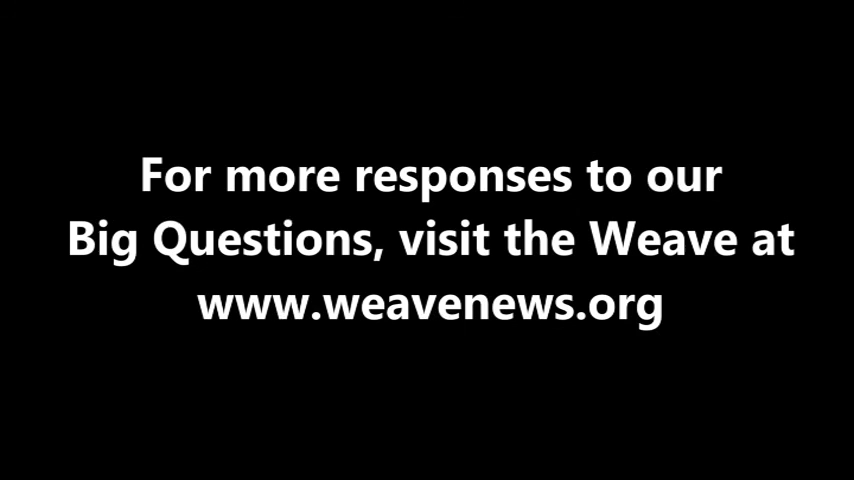 For more responses to our
Big Questions, visit the Weave at
www.weavenews.org